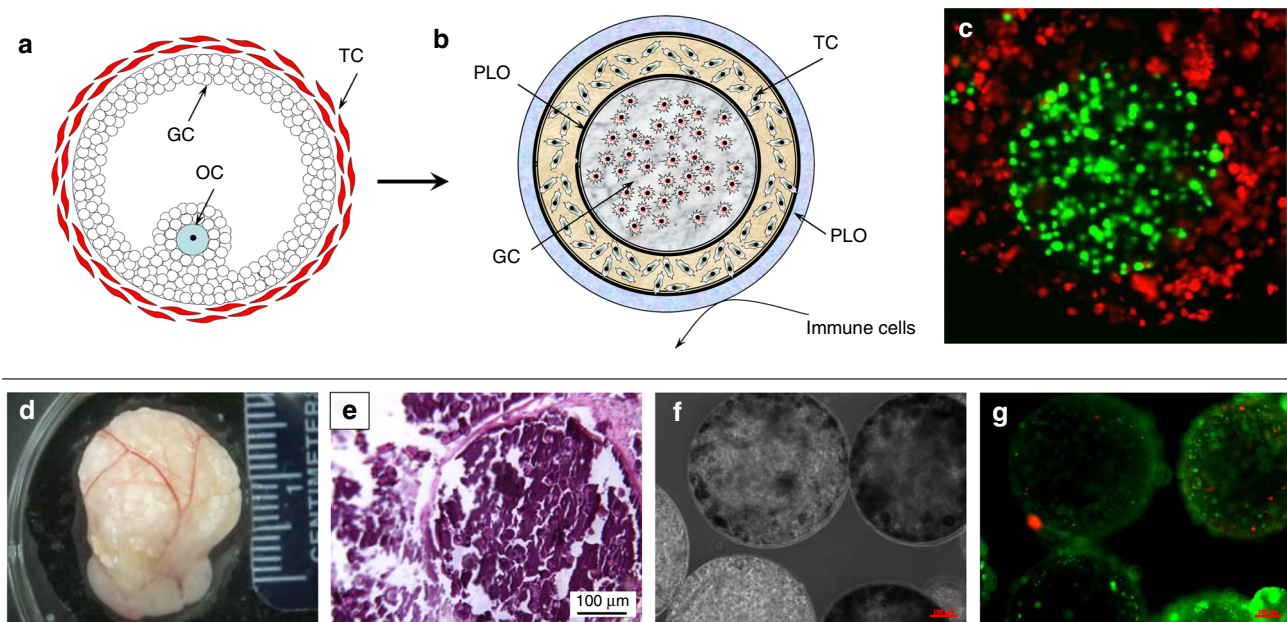 a
TC
GC
OC
b
PLO
TC
GC
PLO
Immune cells
c
d
1
CENTIMETER
e
100 μm
f
g